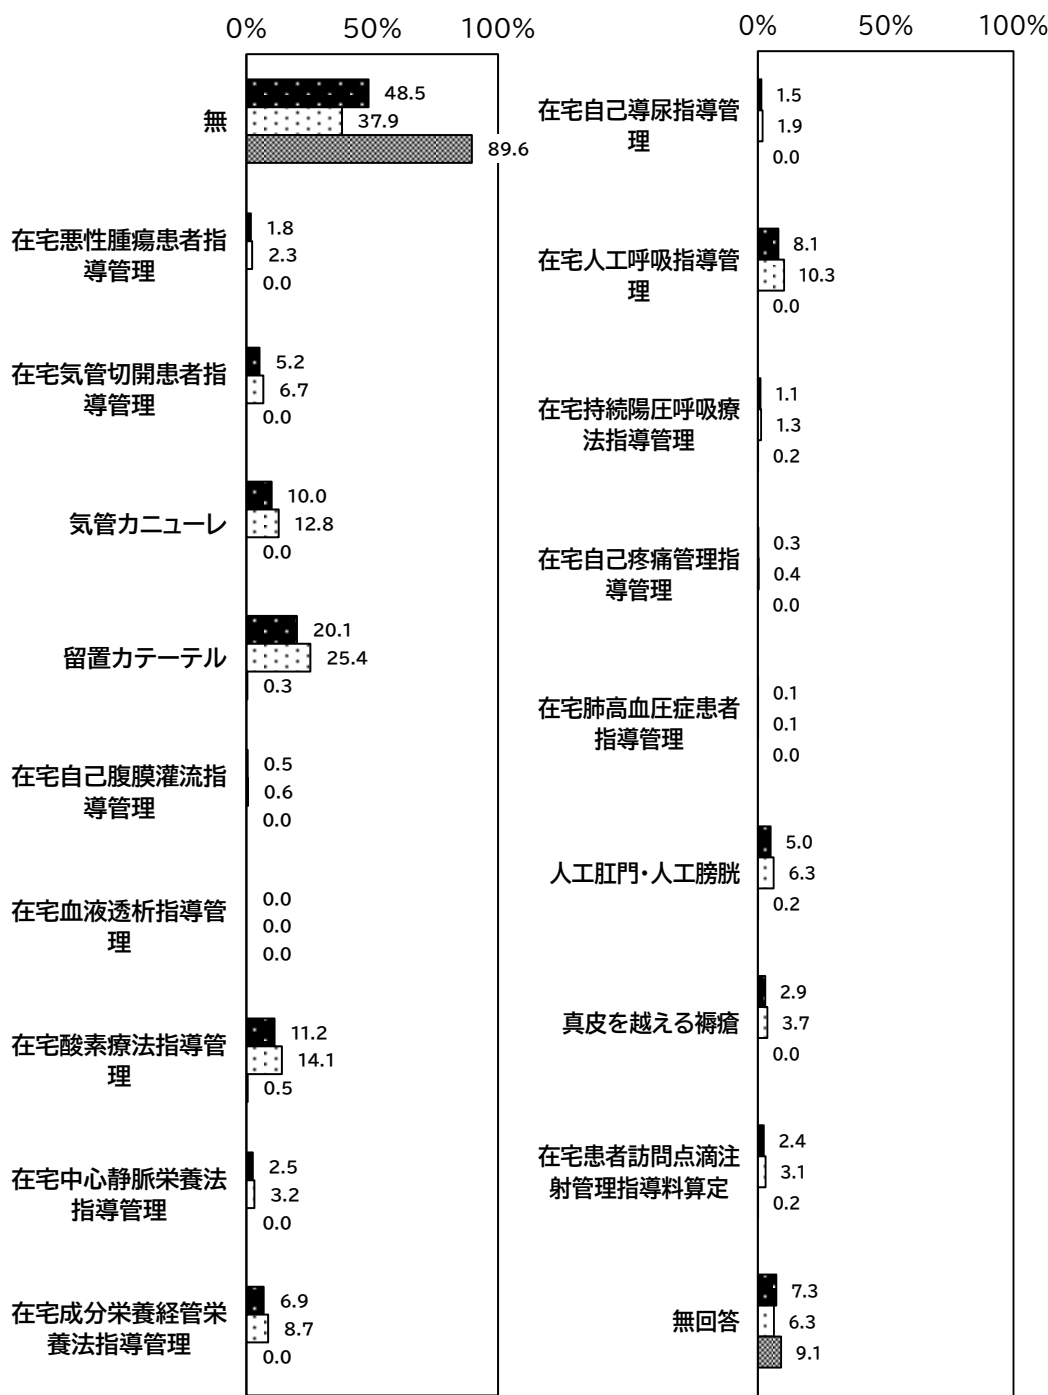 0% 50% 100%
無
48.5
37.9
89.6
在宅悪性腫瘍患者指
導管理
1.8
2.3
0.0
在宅気管切開患者指
導管理
5.2
6.7
0.0
気管カニューレ
10.0
12.8
0.0
留置カテーテル
20.1
25.4
0.3
在宅自己腹膜灌流指
導管理
0.5
0.6
0.0
在宅血液透析指導管
理
0.0
0.0
0.0
在宅酸素療法指導管
理
11.2
14.1
0.5
在宅中心静脈栄養法
指導管理
2.5
3.2
0.0
在宅成分栄養経管栄
養法指導管理
6.9
8.7
0.0
0% 50% 100%
在宅自己導尿指導管
理
1.5
1.9
0.0
在宅人工呼吸指導管
理
8.1
10.3
0.0
在宅持続陽圧呼吸療
法指導管理
1.1
1.3
0.2
在宅自己疼痛管理指
導管理
0.3
0.4
0.0
在宅肺高血圧症患者
指導管理
0.1
0.1
0.0
人工肛門・人工膀胱
5.0
6.3
0.2
真皮を越える褥瘡
2.9
3.7
0.0
在宅患者訪問点滴注
射管理指導料算定
2.4
3.1
0.2
無回答
7.3
6.3
9.1